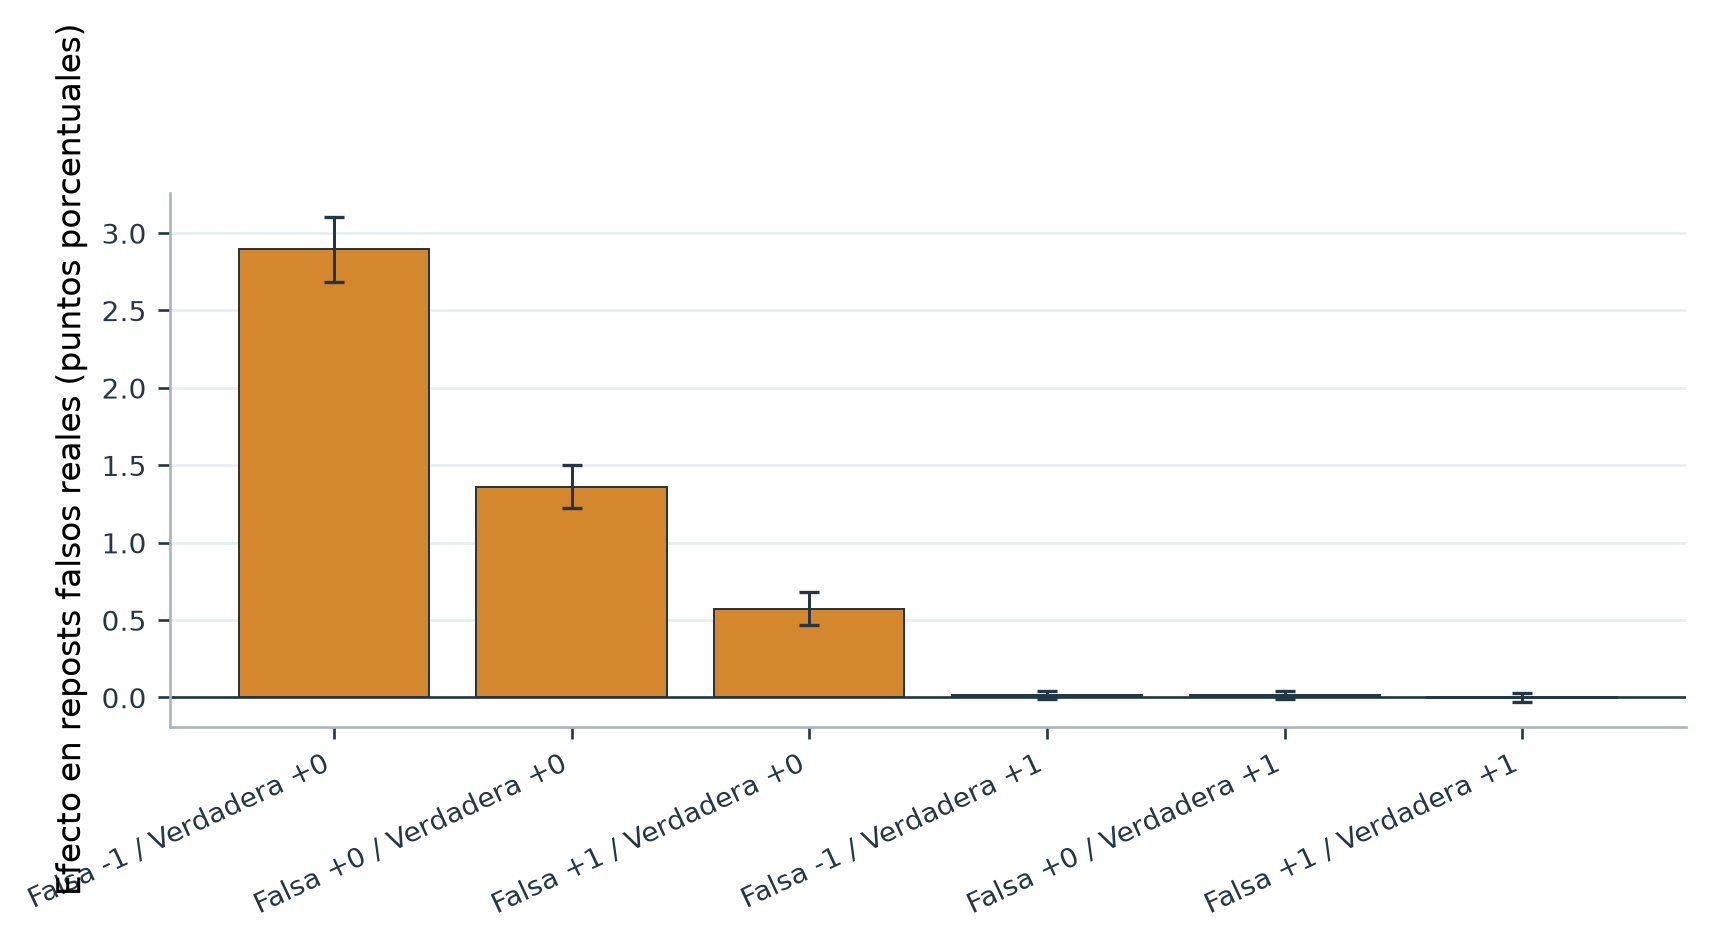 Efecto en reposts falsos reales (puntos porcentuales)
3.0
2.5
2.0
1.5
1.0
0.5
0.0
Falsa -1 / Verdadera +0
Falsa +0 / Verdadera +0
Falsa +1 / Verdadera +0
Falsa -1 / Verdadera +1
Falsa +0 / Verdadera +1
Falsa +1 / Verdadera +1